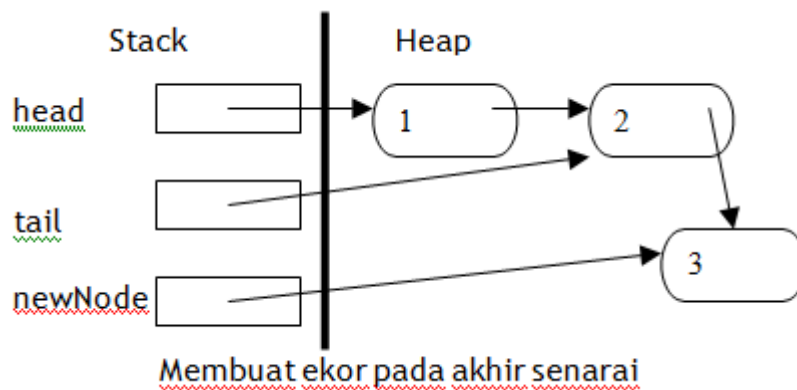 Stack Heap
head
1 2
tail
3
newNode
Membuat ekor pada akhir senarai